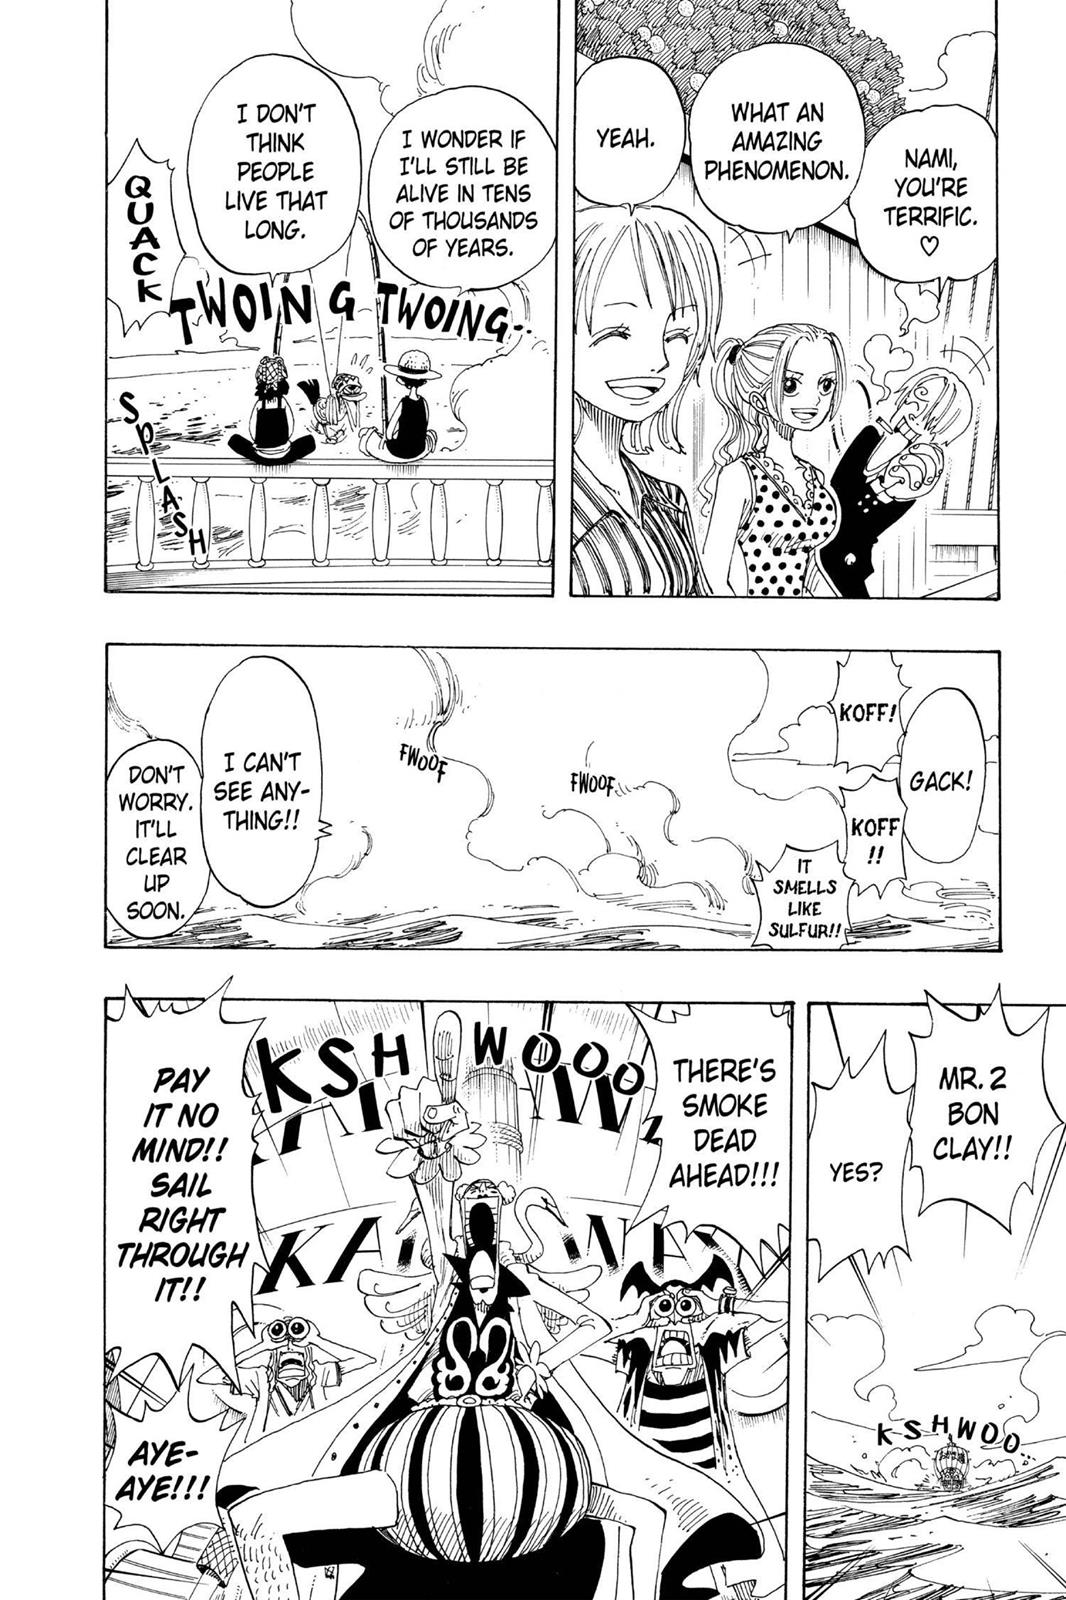 NAMI,
YOU'RE
TERRIFIC.
♡
WHAT AN
AMAZING
PHENOMENON.
YEAH.
I WONDER IF
I'LL STILL BE
ALIVE IN TENS
OF THOUSANDS
OF YEARS.
I DON'T
THINK
PEOPLE
LIVE THAT
LONG.
QUACK
TWOING TWOING
SPLASH
GACK!
KOFF!
KOFF
!!
IT
SMELLS
LIKE
SULFUR!!
FWOOF
FWOOF
I CAN'T
SEE ANY-
THING!!
DON'T
WORRY.
IT'LL
CLEAR
UP
SOON.
MR. 2
BON
CLAY!!
YES?
KSHWOO
THERE'S
SMOKE
DEAD
AHEAD!!!
KSHWOOO
PAY
IT NO
MIND!!
SAIL
RIGHT
THROUGH
IT!!
AYE-
AYE!!!